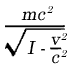 mc²
√I - v²
c²